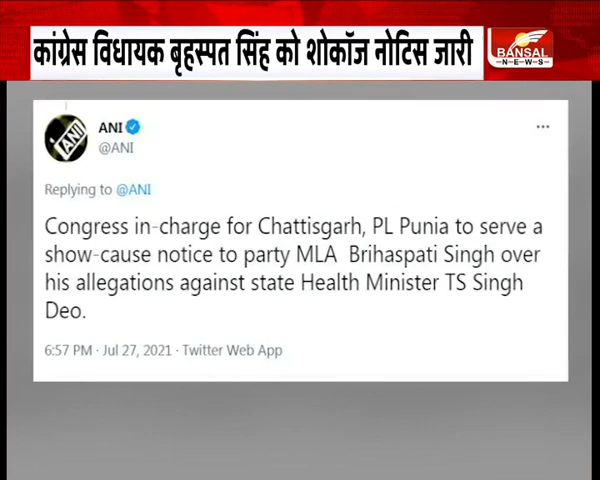 कांग्रेस विधायक बृहस्पत सिंह को शोकॉज नोटिस जारी
BANSAL
NEWS
ANI
ANI
@ANI
Replying to @ANI
Congress in-charge for Chattisgarh, PL Punia to serve a
show-cause notice to party MLA Brihaspati Singh over
his allegations against state Health Minister TS Singh
Deo.
6:57 PM · Jul 27, 2021 · Twitter Web App